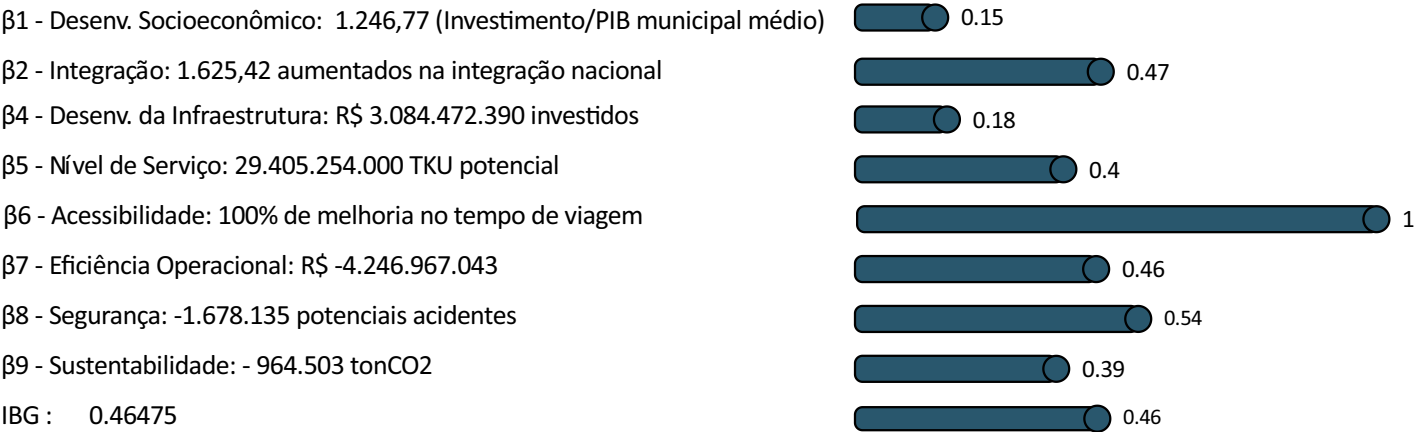 β1 - Desenv. Socioeconômico: 1.246,77 (Investimento/PIB municipal médio) 0.15
β2 - Integração: 1.625,42 aumentados na integração nacional 0.47
β4 - Desenv. da Infraestrutura: R$ 3.084.472.390 investidos 0.18
β5 - Nível de Serviço: 29.405.254.000 TKU potencial 0.4
β6 - Acessibilidade: 100% de melhoria no tempo de viagem 1
β7 - Eficiência Operacional: R$ -4.246.967.043 0.46
β8 - Segurança: -1.678.135 potenciais acidentes 0.54
β9 - Sustentabilidade: - 964.503 tonCO2 0.39
IBG : 0.46475 0.46